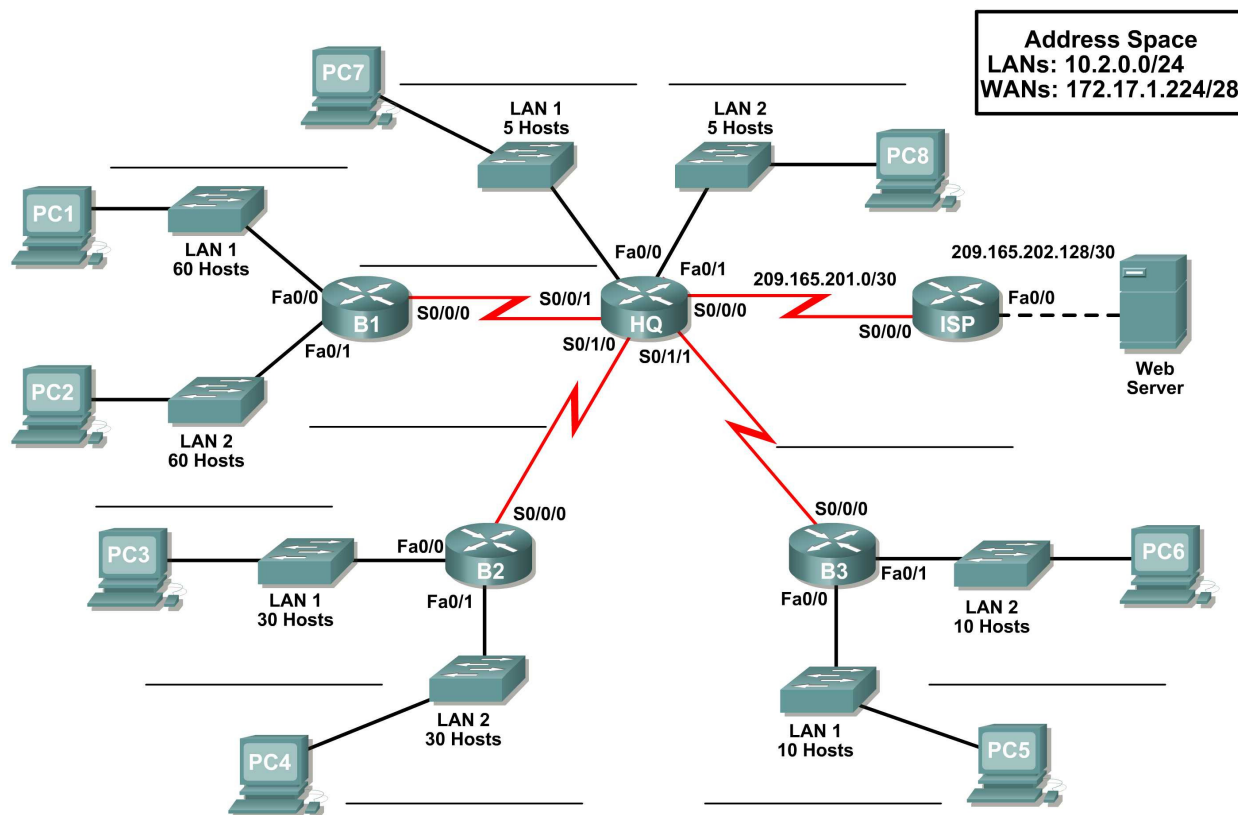 Address Space
LANs: 10.2.0.0/24
WANs: 172.17.1.224/28
PC7
LAN 1
5 Hosts
LAN 2
5 Hosts
PC8
PC1
LAN 1
60 Hosts
Fa0/0
Fa0/1
209.165.201.0/30
209.165.202.128/30
Fa0/0
Fa0/0
B1
S0/0/0
S0/0/1
HQ
S0/0/0
S0/0/0
ISP
Web
Server
Fa0/1
S0/1/0
S0/1/1
PC2
LAN 2
60 Hosts
S0/0/0
S0/0/0
PC3
LAN 1
30 Hosts
Fa0/0
B2
Fa0/1
B3
Fa0/1
Fa0/0
LAN 2
10 Hosts
PC6
LAN 2
30 Hosts
PC4
LAN 1
10 Hosts
PC5